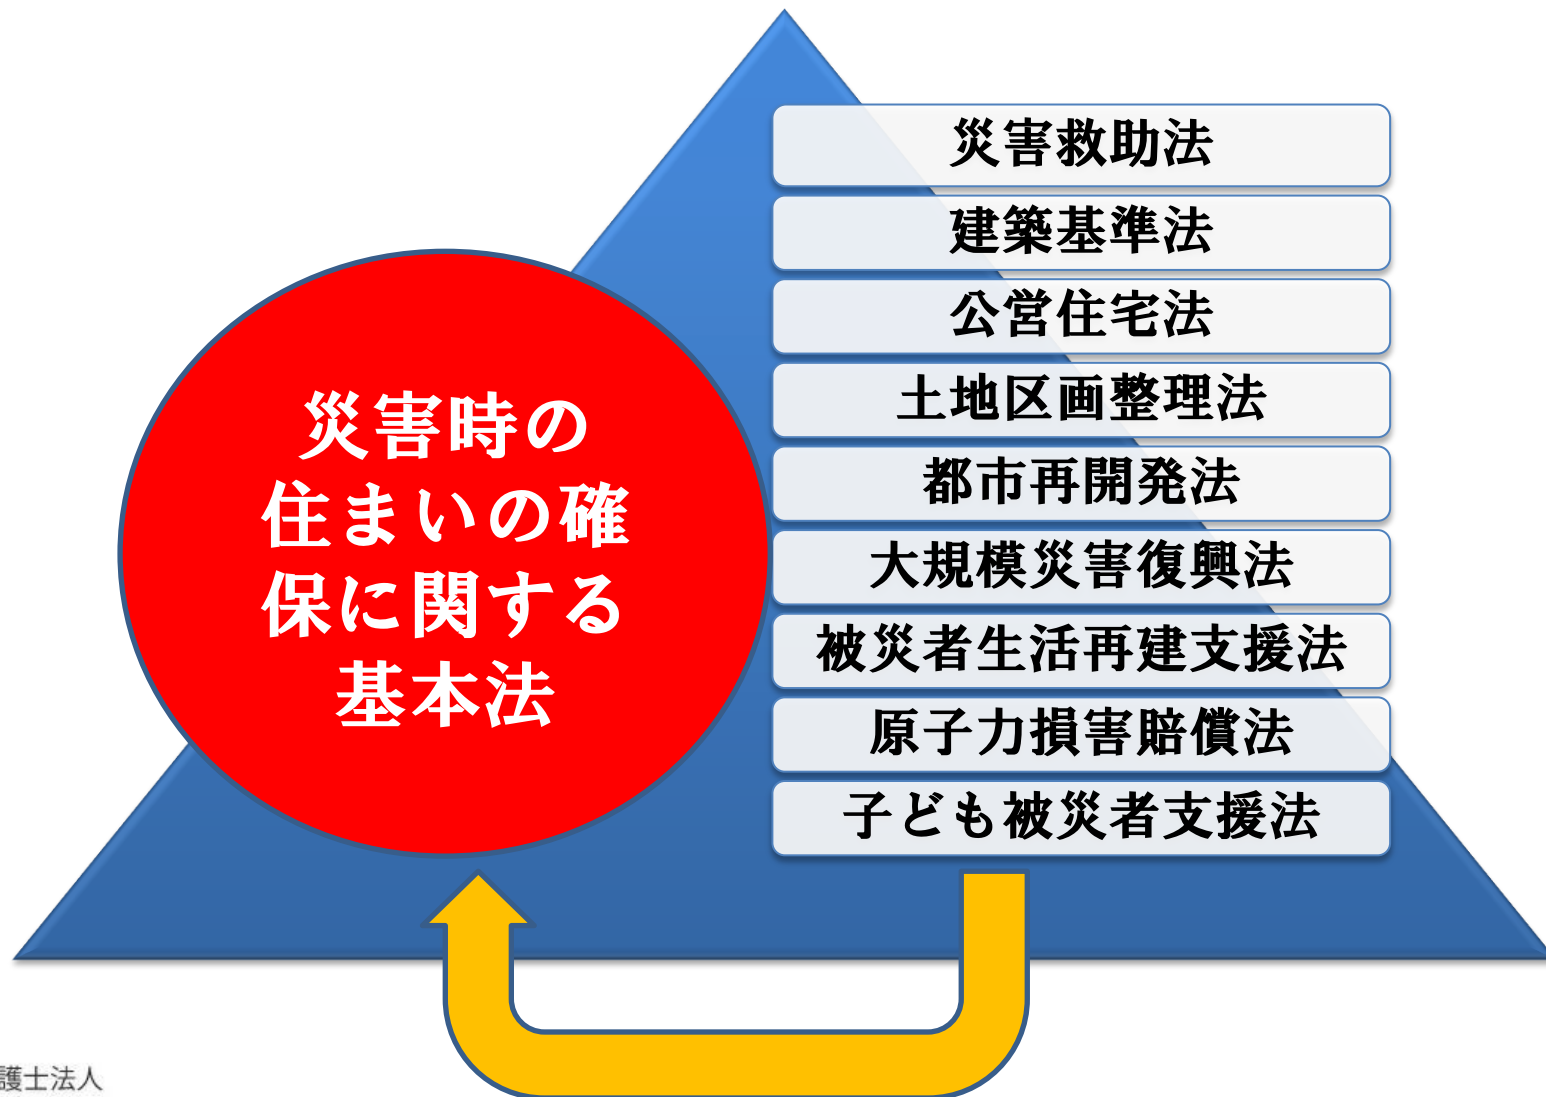 災害救助法
建築基準法
公営住宅法
土地区画整理法
都市再開発法
大規模災害復興法
被災者生活再建支援法
原子力損害賠償法
子ども被災者支援法
災害時の
住まいの確
保に関する
基本法
護士法人